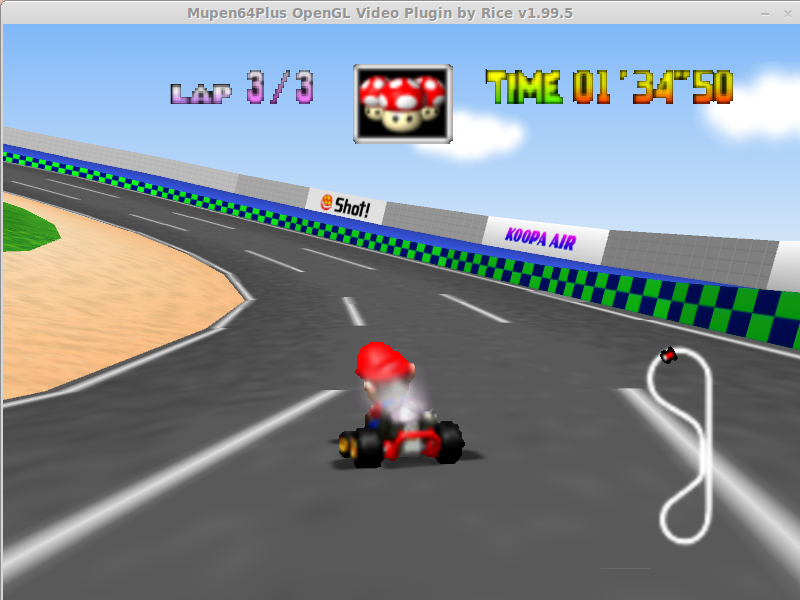 Mupen64Plus OpenGL Video Plugin by Rice v1.99.5
LAP 3/3
TIME 01'34"50
Shot!
KOOPA AIR